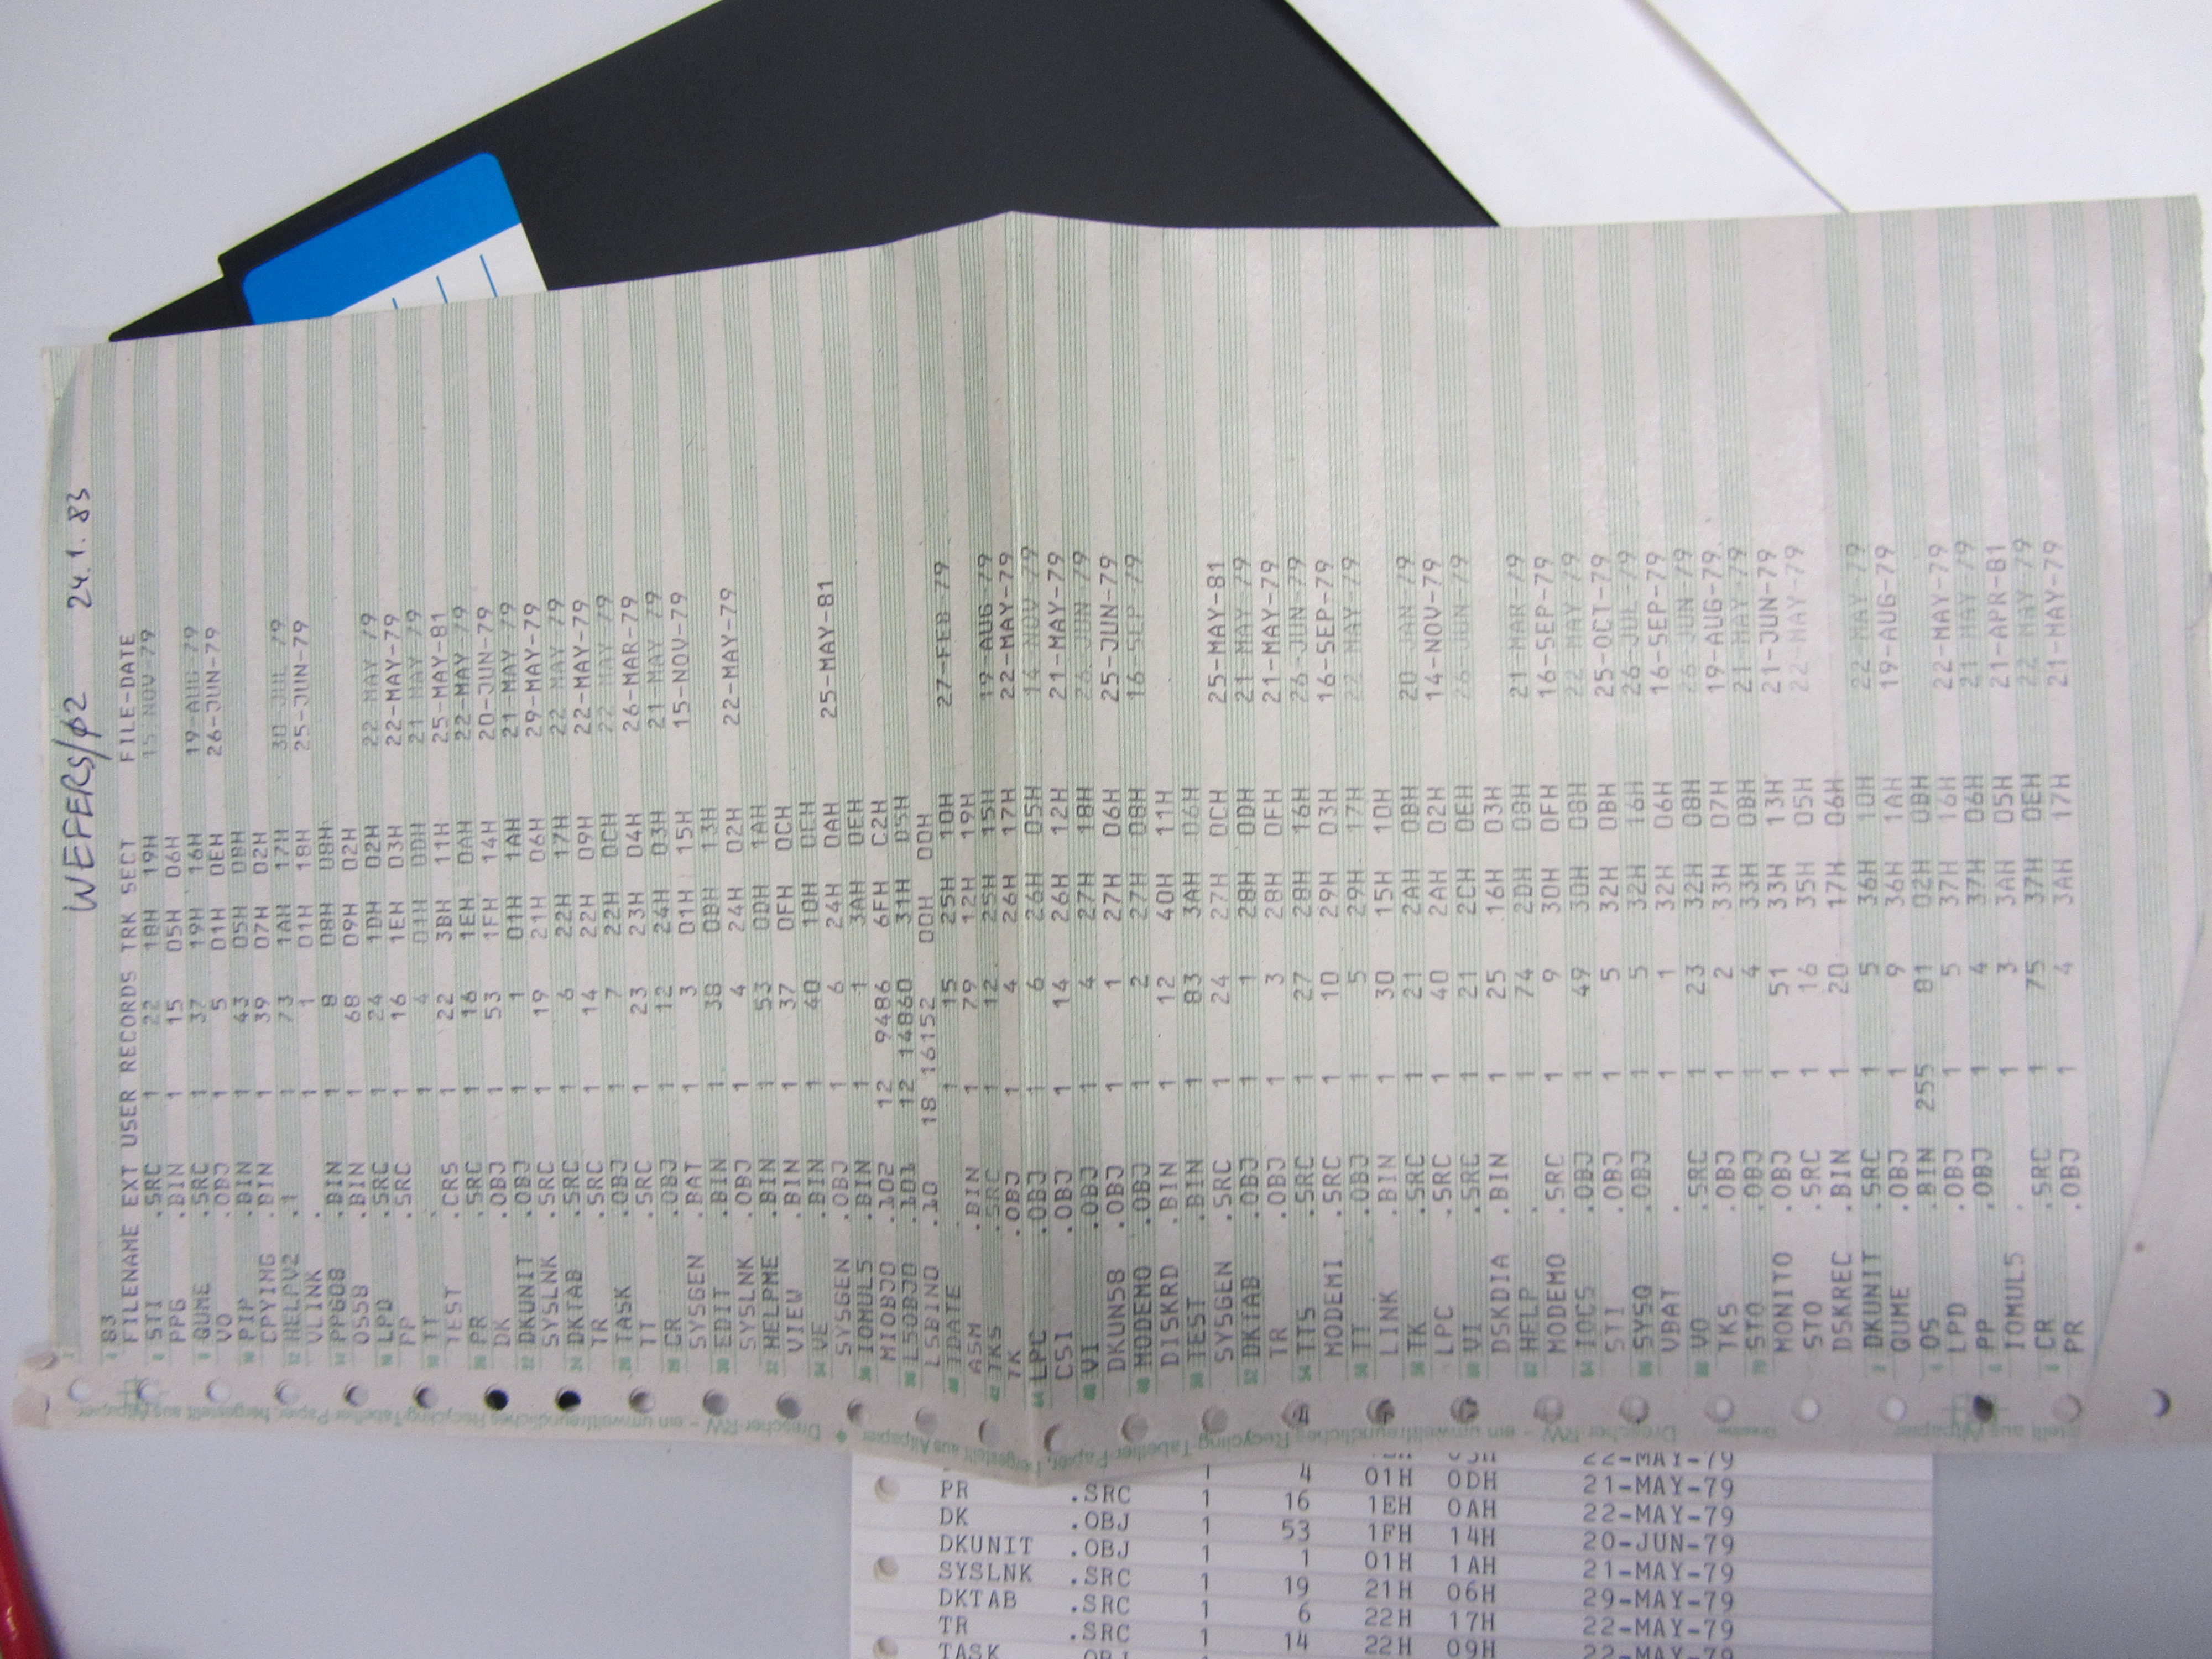 WEFERS/Ø2 24.1.83
B3
FILENAME EXT USER RECORDS TRK SECT FILE-DATE
STI .SRC 1 22 18H 19H 15-NOV-79
PPG .BIN 1 15 05H 06H
QUME .SRC 1 37 19H 16H 19-AUG-79
VO .OBJ 1 5 01H 0EH 26-JUN-79
PIP .BIN 1 43 05H 0BH
CPYING .BIN 1 39 07H 02H
HELPV2 .1 1 73 1AH 17H 30-JUL-79
VLINK . 1 1 01H 18H 25-JUN-79
PPGOB .BIN 1 8 08H 08H
OS5B .BIN 1 68 09H 02H
LPD .SRC 1 24 1DH 02H 22-MAY-79
PP .SRC 1 16 1EH 03H 22-MAY-79
TT . 1 4 01H 0DH 21-MAY-79
TEST .CRS 1 22 3BH 11H 25-MAY-81
PR .SRC 1 16 1EH 0AH 22-MAY-79
DK .OBJ 1 53 1FH 14H 20-JUN-79
DKUNIT .OBJ 1 1 01H 1AH 21-MAY-79
SYSLNK .SRC 1 19 21H 06H 29-MAY-79
DKTAB .SRC 1 6 22H 17H 22-MAY-79
TR .SRC 1 14 22H 09H 22-MAY-79
TASK .OBJ 1 7 22H 0CH 22-MAY-79
TT .SRC 1 23 23H 04H 26-MAR-79
CR .OBJ 1 12 24H 03H 21-MAY-79
SYSGEN .BAT 1 3 01H 15H 15-NOV-79
EDIT .BIN 1 38 0BH 13H
SYSLNK .OBJ 1 4 24H 02H 22-MAY-79
HELPME .BIN 1 53 0DH 1AH
VIEW .BIN 1 37 0FH 0CH
VE .BIN 1 40 10H 0EH
SYSGEN .OBJ 1 6 24H 0AH 25-MAY-81
IOMUL5 .BIN 1 1 3AH 0EH
MIOBJO .102 12 9486 6FH C2H
LSOBJO .101 12 14860 31H 05H
LSBINO .10 18 16152 00H 00H
TDATE . 1 15 25H 10H 27-FEB-79
ASM .BIN 1 79 12H 19H
TKS .SRC 1 12 25H 15H 19-AUG-79
TK .OBJ 1 4 26H 17H 22-MAY-79
LPC .OBJ 1 6 26H 05H 14-NOV-79
CSI .OBJ 1 14 26H 12H 21-MAY-79
VI .OBJ 1 4 27H 18H 26-JUN-79
DKUN5B .OBJ 1 1 27H 06H 25-JUN-79
MODEMO .OBJ 1 2 27H 08H 16-SEP-79
DISKRD .BIN 1 12 40H 11H
TEST .BIN 1 83 3AH 06H
SYSGEN .SRC 1 24 27H 0CH 25-MAY-81
DKTAB .OBJ 1 1 28H 0DH 21-MAY-79
TR .OBJ 1 3 28H 0FH 21-MAY-79
TTS .SRC 1 27 28H 16H 26-JUN-79
MODEMI .SRC 1 10 29H 03H 16-SEP-79
TT .OBJ 1 5 29H 17H 22-MAY-79
LINK .BIN 1 30 15H 10H
TK .SRC 1 21 2AH 0BH 20-JAN-79
LPC .SRC 1 40 2AH 02H 14-NOV-79
VI .SRC 1 21 2CH 0EH 26-JUN-79
DSKDIA .BIN 1 25 16H 03H
HELP . 1 74 2DH 08H 21-MAR-79
MODEMO .SRC 1 9 30H 0FH 16-SEP-79
IOCS .OBJ 1 49 30H 08H 22-MAY-79
STI .OBJ 1 5 32H 0BH 25-OCT-79
SYSQ .OBJ 1 5 32H 16H 26-JUL-79
VBAT . 1 1 32H 06H 16-SEP-79
VO .SRC 1 23 32H 08H 26-JUN-79
TKS .OBJ 1 2 33H 07H 19-AUG-79
STO .OBJ 1 4 33H 0BH 21-MAY-79
MONITO .OBJ 1 51 33H 13H 21-JUN-79
STO .SRC 1 16 35H 05H 22-MAY-79
DSKREC .BIN 1 20 17H 06H
DKUNIT .SRC 1 5 36H 10H 22-MAY-79
QUME .OBJ 1 9 36H 1AH 19-AUG-79
OS .BIN 255 81 02H 0BH
LPD .OBJ 1 5 37H 16H 22-MAY-79
PP .OBJ 1 4 37H 06H 21-MAY-79
IOMUL5 . 1 3 3AH 05H 21-APR-81
CR .SRC 1 75 37H 0EH 22-MAY-79
PR .OBJ 1 4 3AH 17H 21-MAY-79
Drescher-RW - ein umweltfreundliches Recycling-Tabellier-Papier, hergestellt aus Altpapier
22-MAY-79
1 4 01H 0DH 21-MAY-79
PR .SRC 1 16 1EH 0AH 22-MAY-79
DK .OBJ 1 53 1FH 14H 20-JUN-79
DKUNIT .OBJ 1 1 01H 1AH 21-MAY-79
SYSLNK .SRC 1 19 21H 06H 29-MAY-79
DKTAB .SRC 1 6 22H 17H 22-MAY-79
TR .SRC 1 14 22H 09H 22-MAY-79
TASK